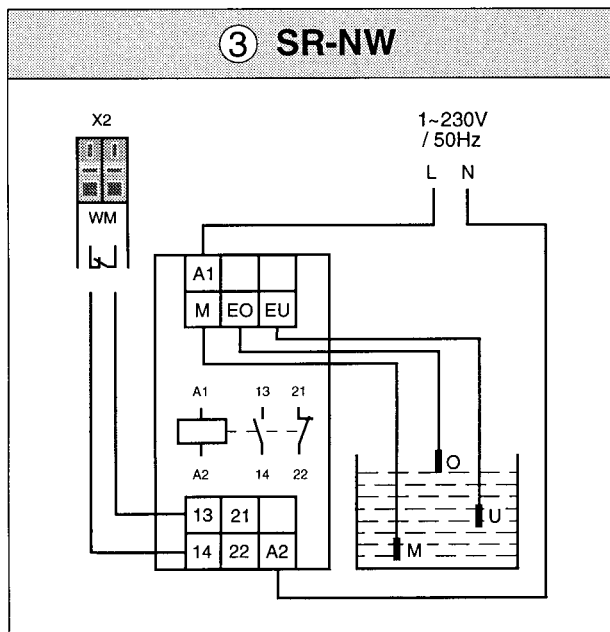 ③ SR-NW
X2
1~230V
/ 50Hz
L N
WM
A1
M EO EU
A1 13 21
A2 14 22
O
U
M
13 21
14 22 A2